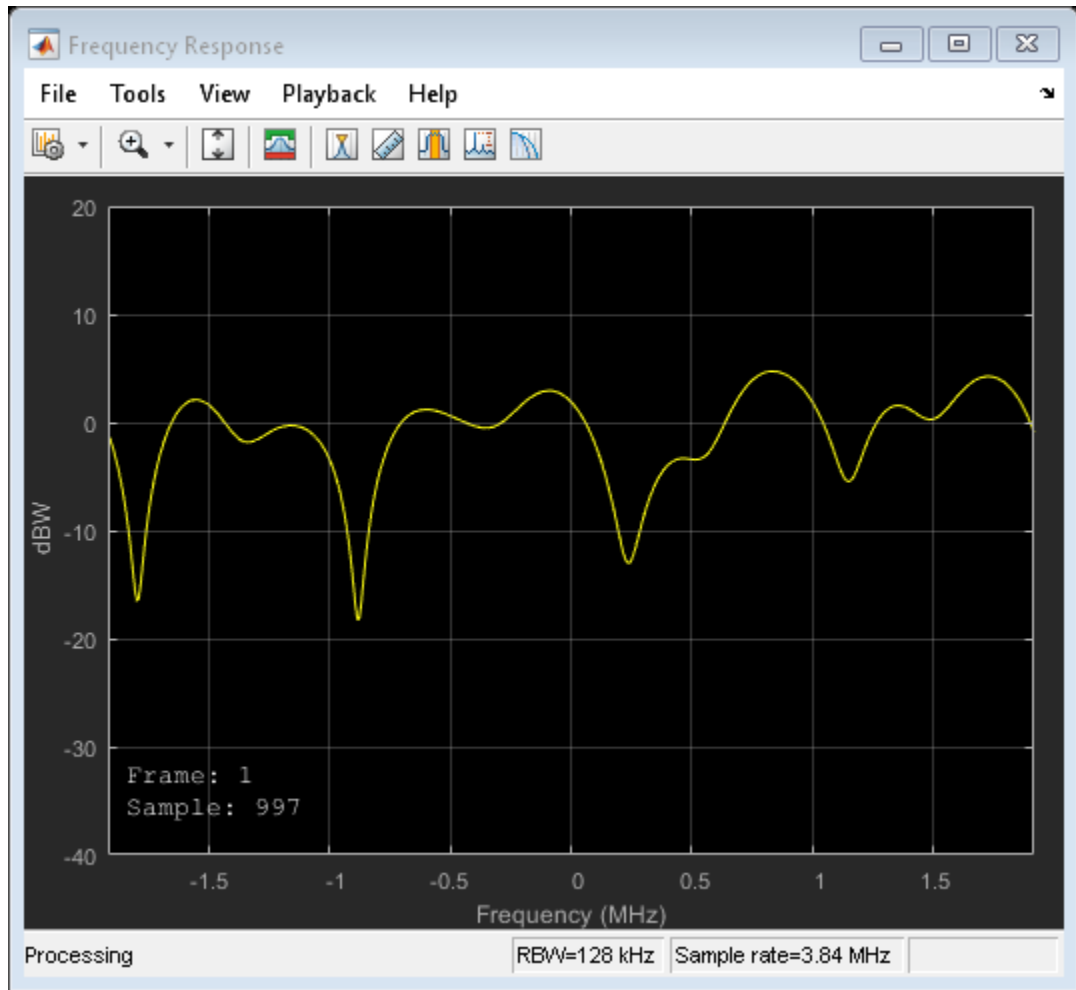 Frequency Response
File Tools View Playback Help
20
10
0
-10
-20
-30
-40
dBW
Frame: 1
Sample: 997
-1.5 -1 -0.5 0 0.5 1 1.5
Frequency (MHz)
Processing RBW=128 kHz Sample rate=3.84 MHz